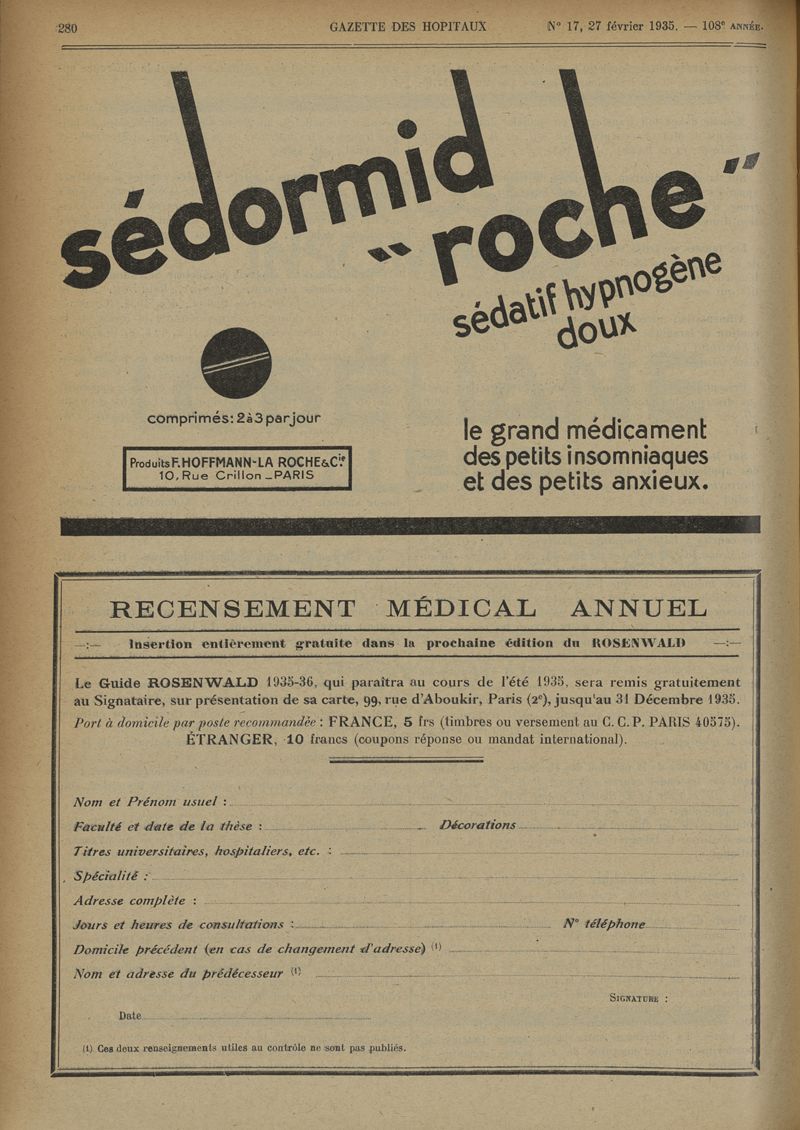 280 GAZETTE DES HOPITAUX N° 17, 27 février 1935. — 108e ANNÉE.
sédormid
"roche"
sédatif hypnogène
doux
comprimés: 2 à 3 par jour
Produits F. HOFFMANN-LA ROCHE & Cie
10, Rue Crillon _ PARIS
le grand médicament
des petits insomniaques
et des petits anxieux.
RECENSEMENT MÉDICAL ANNUEL
—:— Insertion entièrement gratuite dans la prochaine édition du ROSENWALD —:—
Le Guide ROSENWALD 1935-36, qui paraîtra au cours de l'été 1935, sera remis gratuitement
au Signataire, sur présentation de sa carte, 99, rue d'Aboukir, Paris (2e), jusqu'au 31 Décembre 1935.
Port à domicile par poste recommandée : FRANCE, 5 frs (timbres ou versement au C. C. P. PARIS 40575).
ÉTRANGER, 10 francs (coupons réponse ou mandat international).
Nom et Prénom usuel :
Faculté et date de la thèse : Décorations
Titres universitaires, hospitaliers, etc. :
Spécialité :
Adresse complète :
Jours et heures de consultations : N° téléphone
Domicile précédent (en cas de changement d'adresse) (1)
Nom et adresse du prédécesseur (1)
SIGNATURE :
Date
(1) Ces deux renseignements utiles au contrôle ne sont pas publiés.